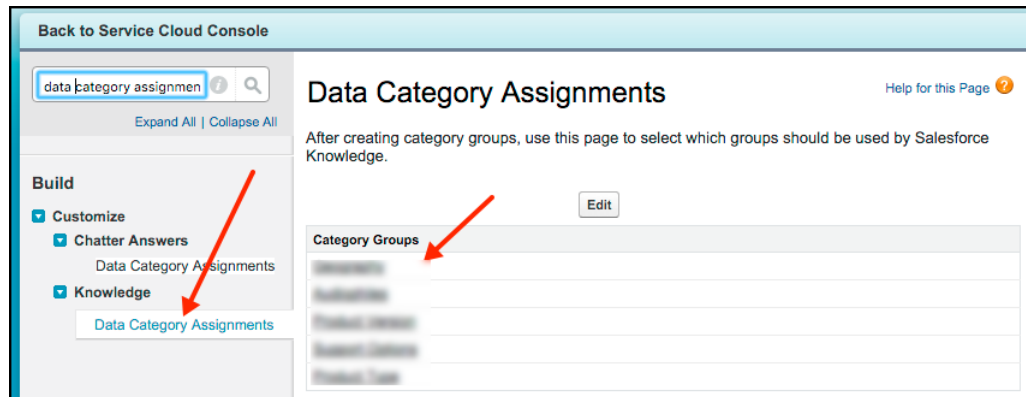 Back to Service Cloud Console
data category assignmen
Expand All | Collapse All
Build
Customize
Chatter Answers
Data Category Assignments
Knowledge
Data Category Assignments
Data Category Assignments
Help for this Page
After creating category groups, use this page to select which groups should be used by Salesforce
Knowledge.
Edit
Category Groups